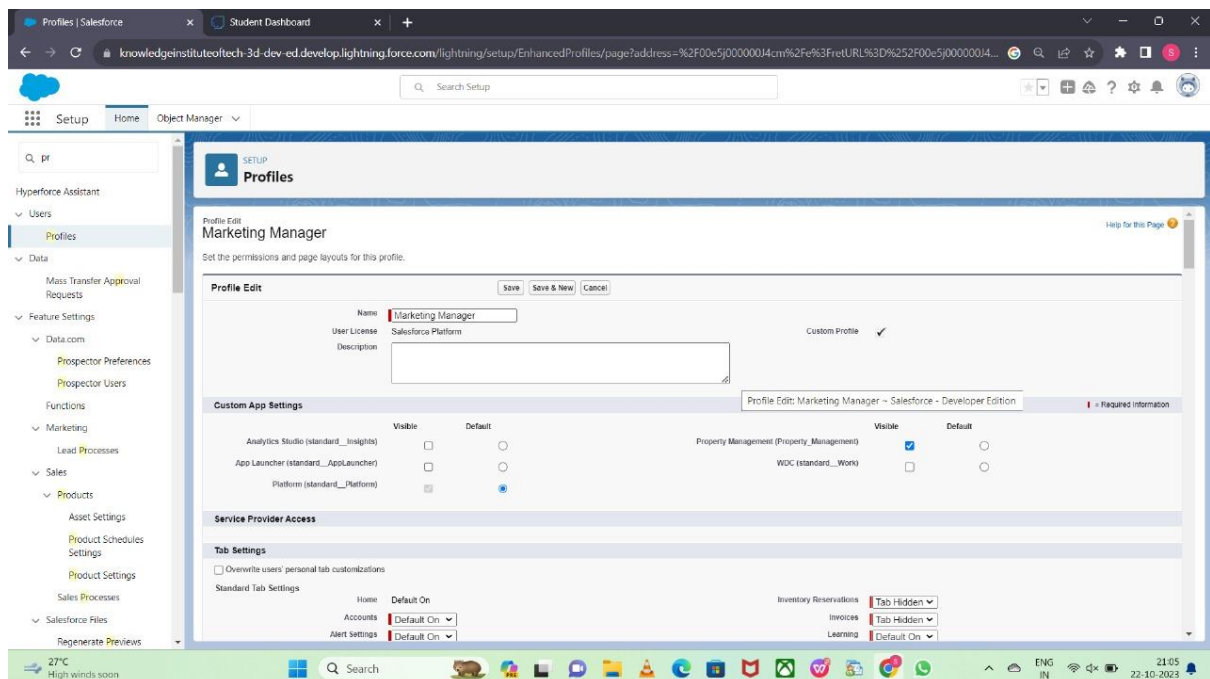 Profiles | Salesforce
Student Dashboard
knowledgeinstituteoftech-3d-dev-ed.develop.lightning.force.com/lightning/setup/EnhancedProfiles/page?address=%2F00e5j000000J4cm%2Fe%3FretURL%3D%252F00e5j000000J4...
S
Search Setup
Setup
Home
Object Manager
pr
Hyperforce Assistant
Users
Profiles
Data
Mass Transfer Approval
Requests
Feature Settings
Data.com
Prospector Preferences
Prospector Users
Functions
Marketing
Lead Processes
Sales
Products
Asset Settings
Product Schedules
Settings
Product Settings
Sales Processes
Salesforce Files
Regenerate Previews
SETUP
Profiles
Profile Edit
Marketing Manager
Help for this Page
Set the permissions and page layouts for this profile.
Profile Edit
Save Save & New Cancel
Name Marketing Manager
User License Salesforce Platform Custom Profile
Description
Profile Edit: Marketing Manager ~ Salesforce - Developer Edition
Custom App Settings = Required Information
Visible Default Visible Default
Analytics Studio (standard__Insights) Property Management (Property_Management)
App Launcher (standard__AppLauncher) WDC (standard__Work)
Platform (standard__Platform)
Service Provider Access
Tab Settings
Overwrite users' personal tab customizations
Standard Tab Settings
Home Default On Inventory Reservations Tab Hidden
Accounts Default On Invoices Tab Hidden
Alert Settings Default On Learning Default On
27°C
High winds soon
Search
PRE
ENG
IN
21:05
22-10-2023